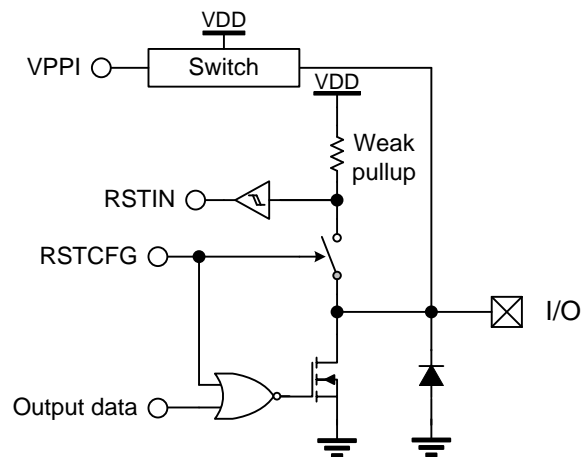 VDD
VPPI
Switch
VDD
Weak
pullup
RSTIN
RSTCFG
I/O
Output data